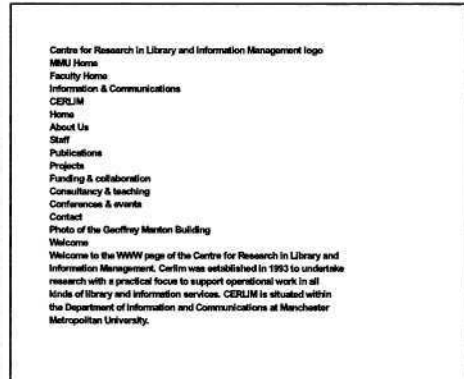 Centre for Research in Library and Information Management logo
MMU Home
Faculty Home
Information & Communications
CERLIM
Home
About Us
Staff
Publications
Projects
Funding & collaboration
Consultancy & teaching
Conferences & events
Contact
Photo of the Geoffrey Manton Building
Welcome
Welcome to the WWW page of the Centre for Research in Library and
Information Management. Cerlim was established in 1993 to undertake
research with a practical focus to support operational work in all
kinds of library and information services. CERLIM is situated within
the Department of Information and Communications at Manchester
Metropolitan University.